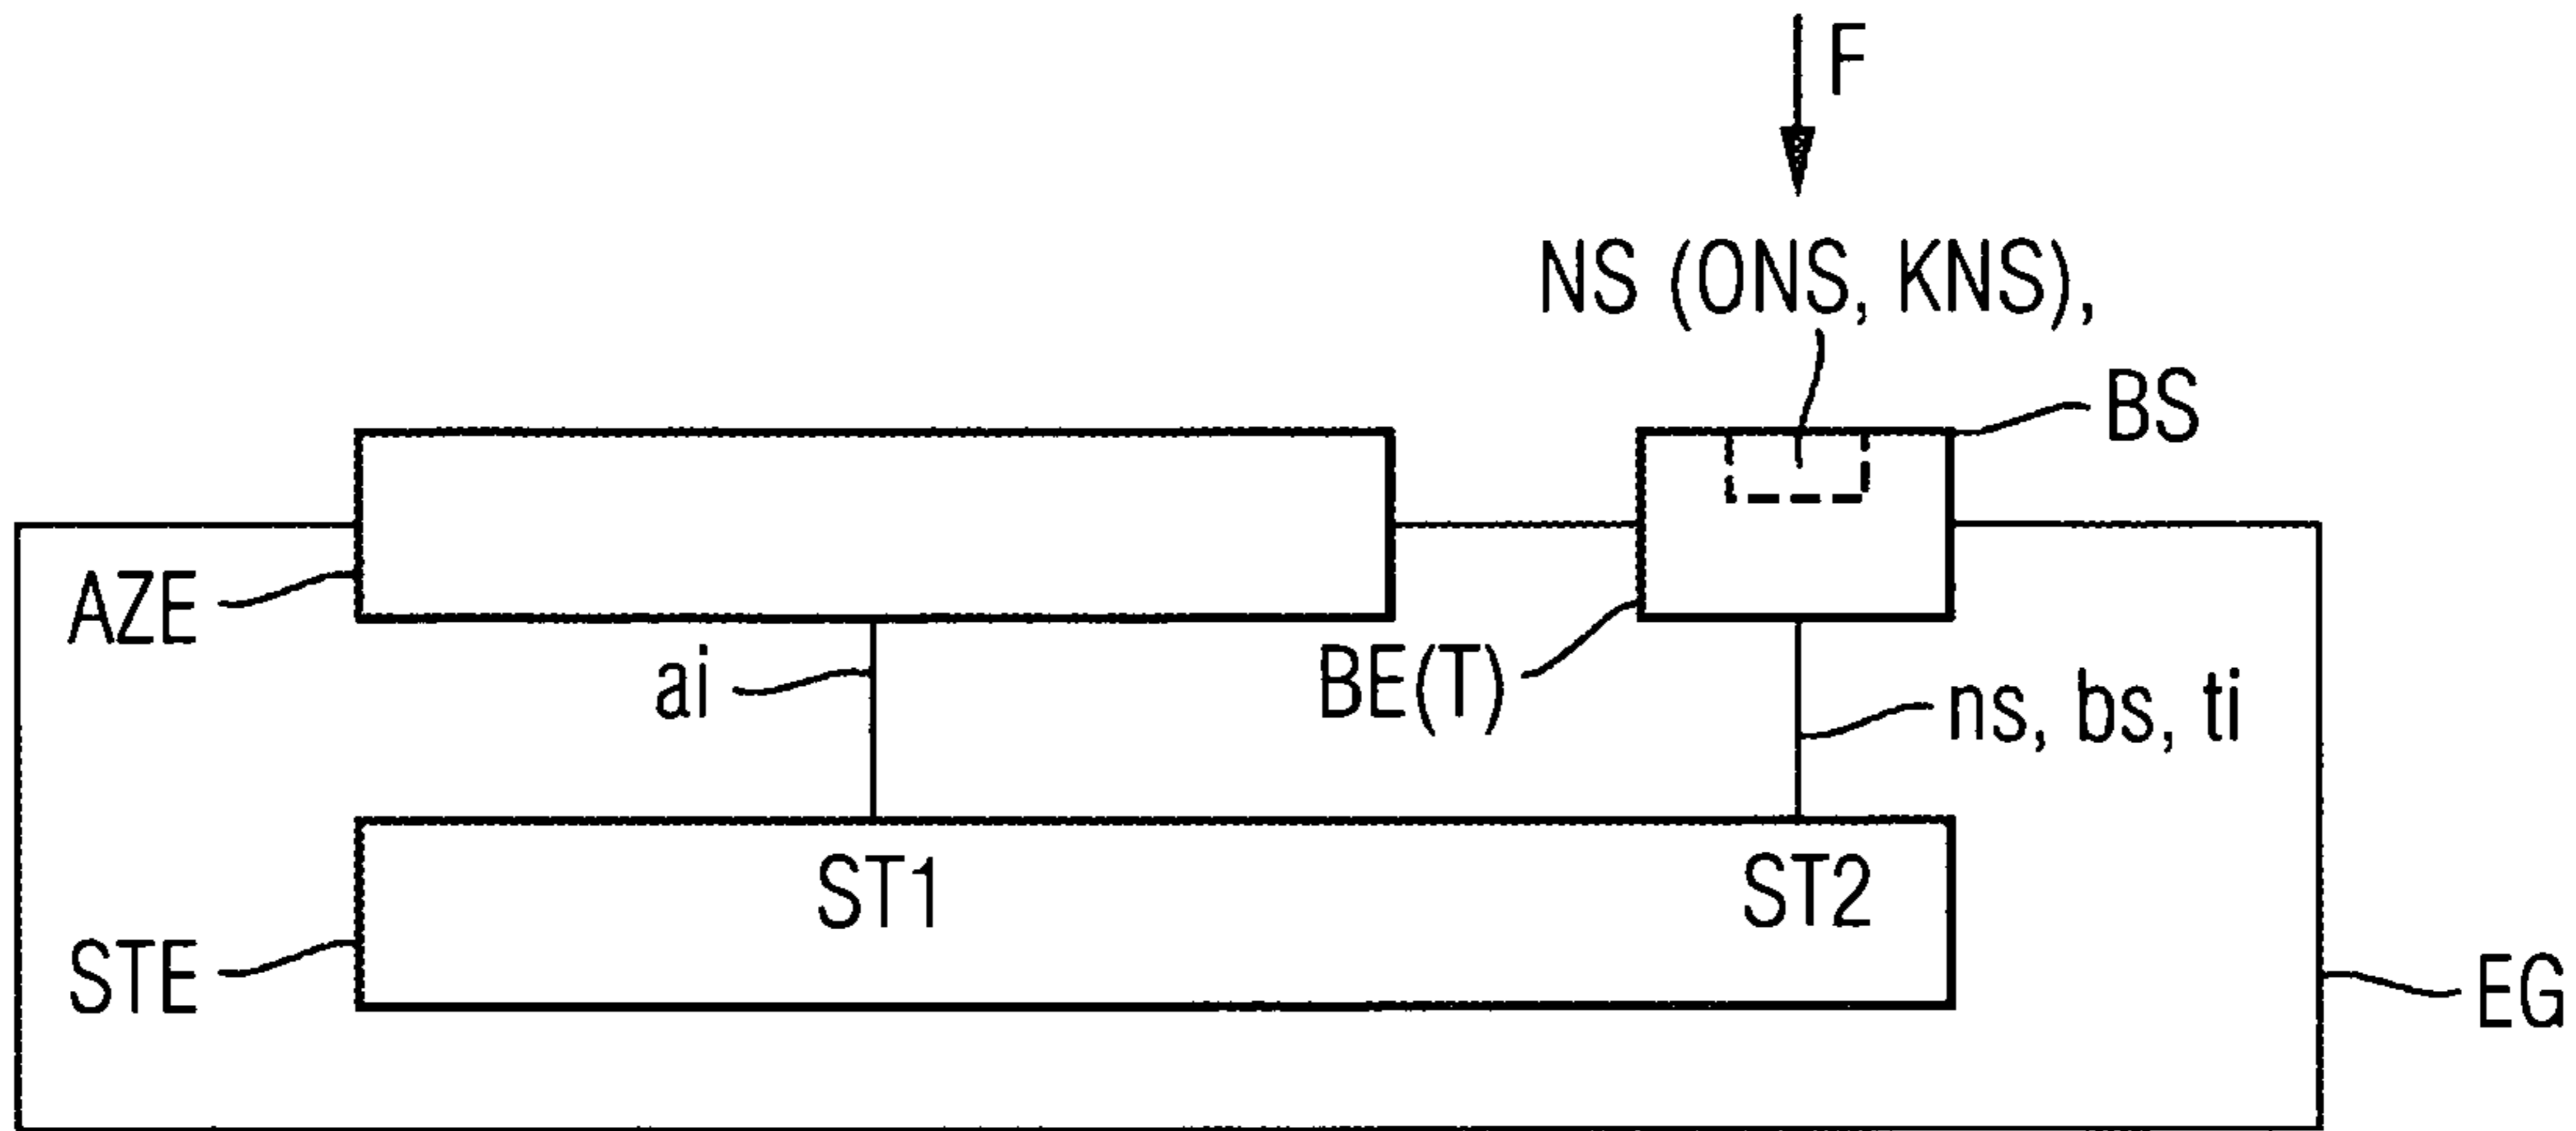 F
NS (ONS, KNS),
BS
AZE
ai
BE(T)
ns, bs, ti
ST1
ST2
STE
EG